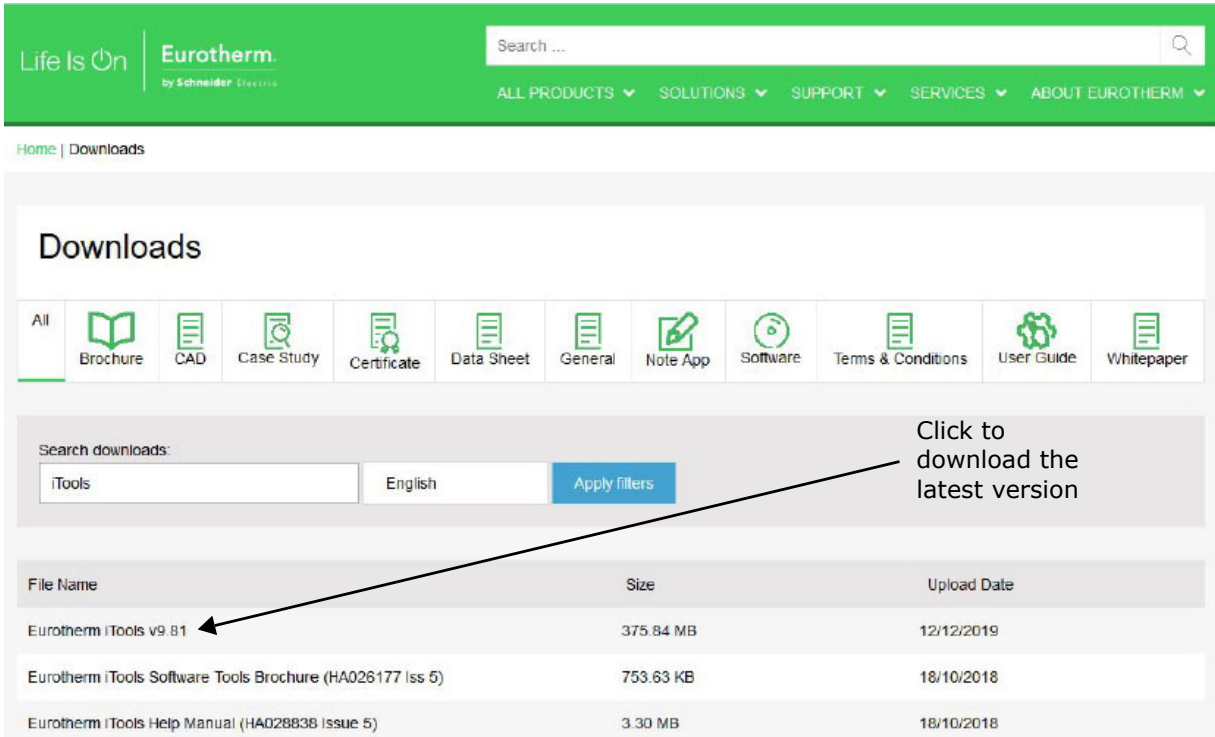 Life Is On
Eurotherm.
by Schneider Electric
Search ...
ALL PRODUCTS SOLUTIONS SUPPORT SERVICES ABOUT EUROTHERM
Home | Downloads
Downloads
All Brochure CAD Case Study Certificate Data Sheet General Note App Software Terms & Conditions User Guide Whitepaper
Click to
download the
latest version
Search downloads:
iTools English Apply filters
File Name Size Upload Date
Eurotherm iTools v9.81 375.84 MB 12/12/2019
Eurotherm iTools Software Tools Brochure (HA026177 Iss 5) 753.63 KB 18/10/2018
Eurotherm iTools Help Manual (HA028838 Issue 5) 3.30 MB 18/10/2018